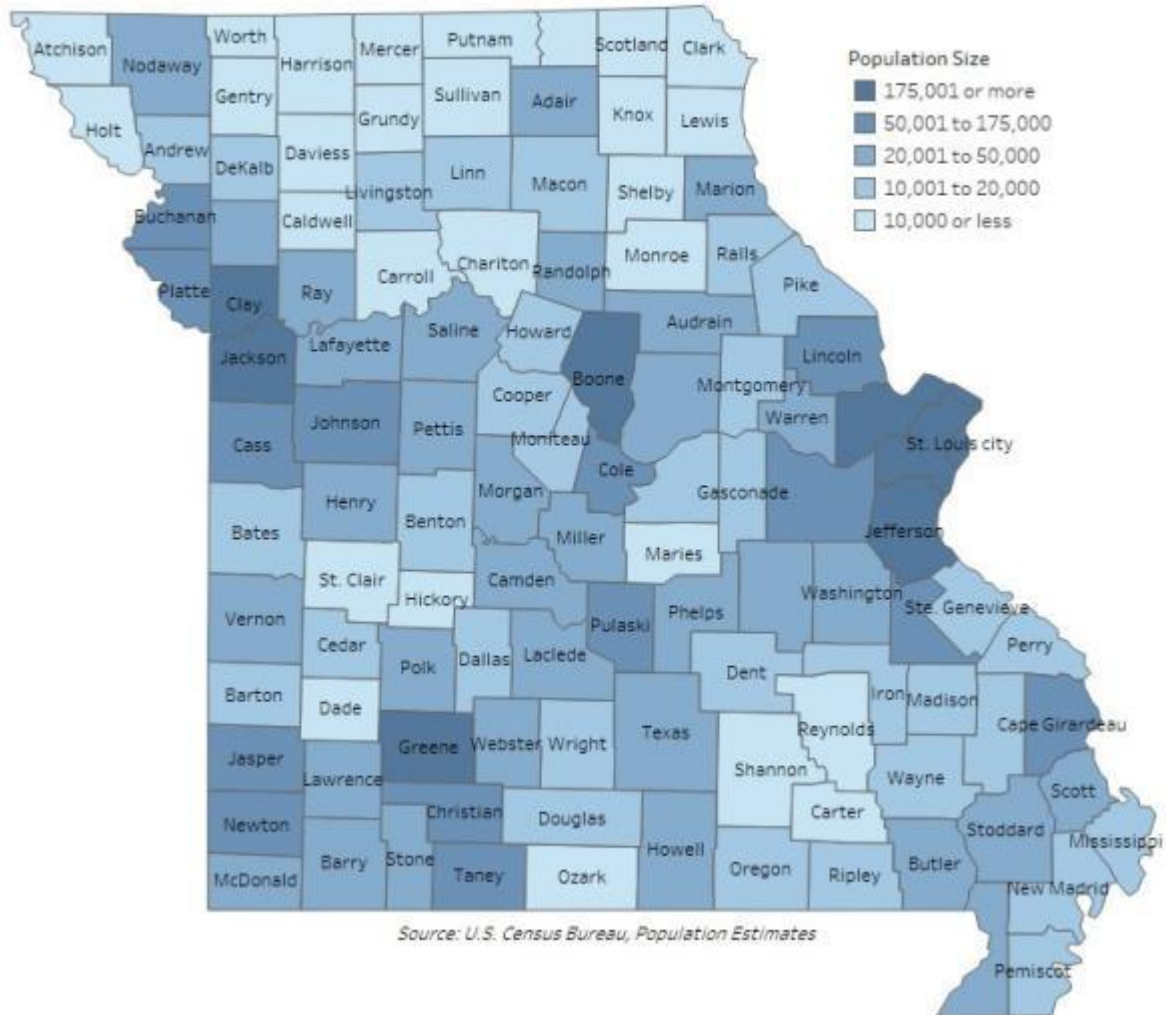 Population Size
175,001 or more
50,001 to 175,000
20,001 to 50,000
10,001 to 20,000
10,000 or less
Atchison
Nodaway
Worth
Harrison
Mercer
Putnam
Scotland
Clark
Gentry
Sullivan
Adair
Knox
Lewis
Holt
Andrew
DeKalb
Daviess
Grundy
Livingston
Linn
Macon
Shelby
Marion
Buchanan
Caldwell
Carroll
Chariton
Randolph
Monroe
Ralls
Pike
Platte
Clay
Ray
Jackson
Lafayette
Saline
Howard
Boone
Audrain
Lincoln
Montgomery
Warren
Cass
Johnson
Pettis
Cooper
Moniteau
Cole
St. Louis city
Henry
Morgan
Gasconade
Jefferson
Bates
Benton
Miller
Maries
St. Clair
Hickory
Camden
Pulaski
Phelps
Washington
Ste. Genevieve
Vernon
Cedar
Polk
Dallas
Laclede
Dent
Perry
Barton
Dade
Iron
Madison
Cape Girardeau
Jasper
Lawrence
Greene
Webster
Wright
Texas
Shannon
Reynolds
Wayne
Scott
Newton
Christian
Douglas
Howell
Carter
Stoddard
Mississippi
McDonald
Barry
Stone
Taney
Ozark
Oregon
Ripley
Butler
New Madrid
Pemiscot
Source: U.S. Census Bureau, Population Estimates